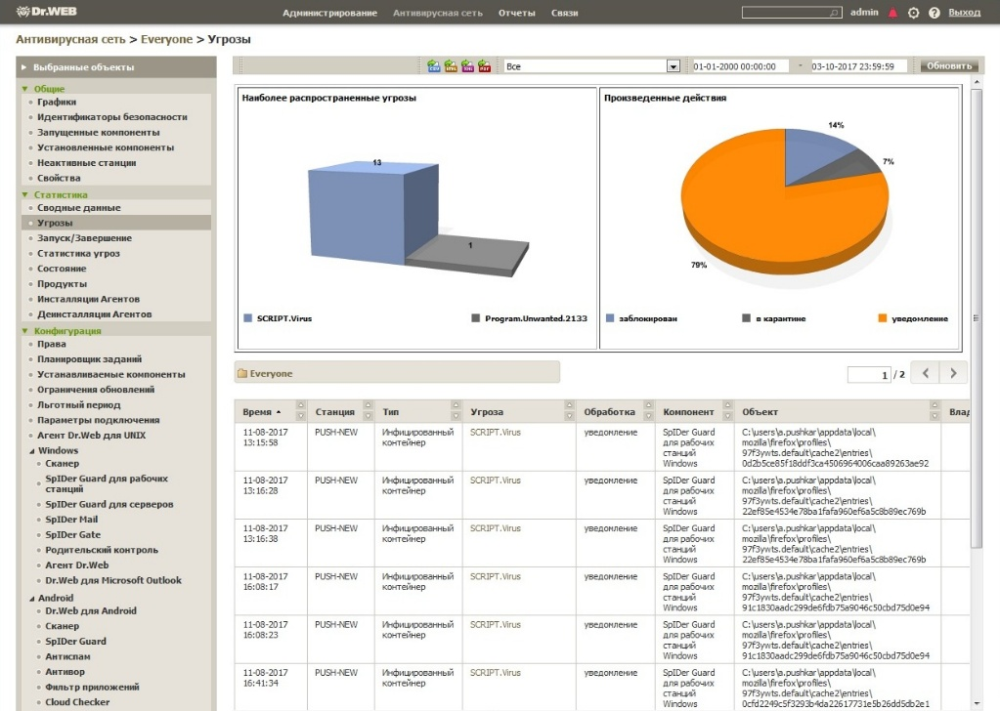 Dr.WEB
Администрирование Антивирусная сеть Отчеты Связи
admin Выход
Антивирусная сеть > Everyone > Угрозы
Выбранные объекты
Общие
Графики
Идентификаторы безопасности
Запущенные компоненты
Установленные компоненты
Неактивные станции
Свойства
Статистика
Сводные данные
Угрозы
Запуск/Завершение
Статистика угроз
Состояние
Продукты
Инсталляции Агентов
Деинсталляции Агентов
Конфигурация
Права
Планировщик заданий
Устанавливаемые компоненты
Ограничения обновлений
Льготный период
Параметры подключения
Агент Dr.Web для UNIX
Windows
Сканер
SpIDer Guard для рабочих
станций
SpIDer Guard для серверов
SpIDer Mail
SpIDer Gate
Родительский контроль
Агент Dr.Web
Dr.Web для Microsoft Outlook
Android
Dr.Web для Android
Сканер
SpIDer Guard
Антиспам
Антивор
Фильтр приложений
Cloud Checker
Все 01-01-2000 00:00:00 - 03-10-2017 23:59:59 Обновить
Наиболее распространенные угрозы
13
1
SCRIPT.Virus Program.Unwanted.2133
Произведенные действия
14%
7%
79%
заблокирован в карантине уведомление
Everyone
1 / 2
Время Станция Тип Угроза Обработка Компонент Объект Влад
11-08-2017 PUSH-NEW Инфицированный SCRIPT.Virus уведомление SpIDer Guard C:\users\a.pushkar\appdata\local\
13:15:58 контейнер для рабочих mozilla\firefox\profiles\
станций 97f3ywts.default\cache2\entries\
Windows 0d2b5ce85f18ddf3ca4506964006caa89263ae92
11-08-2017 PUSH-NEW Инфицированный SCRIPT.Virus уведомление SpIDer Guard C:\users\a.pushkar\appdata\local\
13:16:28 контейнер для рабочих mozilla\firefox\profiles\
станций 97f3ywts.default\cache2\entries\
Windows 22ef85e4534e78ba1fafa960ef6a5c8b89ec769b
11-08-2017 PUSH-NEW Инфицированный SCRIPT.Virus уведомление SpIDer Guard C:\users\a.pushkar\appdata\local\
13:16:38 контейнер для рабочих mozilla\firefox\profiles\
станций 97f3ywts.default\cache2\entries\
Windows 22ef85e4534e78ba1fafa960ef6a5c8b89ec769b
11-08-2017 PUSH-NEW Инфицированный SCRIPT.Virus уведомление SpIDer Guard C:\users\a.pushkar\appdata\local\
16:08:17 контейнер для рабочих mozilla\firefox\profiles\
станций 97f3ywts.default\cache2\entries\
Windows 91c1830aadc299de6fdb75a9046c50cbd75d0e94
11-08-2017 PUSH-NEW Инфицированный SCRIPT.Virus уведомление SpIDer Guard C:\users\a.pushkar\appdata\local\
16:08:23 контейнер для рабочих mozilla\firefox\profiles\
станций 97f3ywts.default\cache2\entries\
Windows 91c1830aadc299de6fdb75a9046c50cbd75d0e94
11-08-2017 PUSH-NEW Инфицированный SCRIPT.Virus уведомление SpIDer Guard C:\users\a.pushkar\appdata\local\
16:41:34 контейнер для рабочих mozilla\firefox\profiles\
станций 97f3ywts.default\cache2\entries\
Windows 0cfd2249c5f3293b4da22617731e5b26dd5db2e1